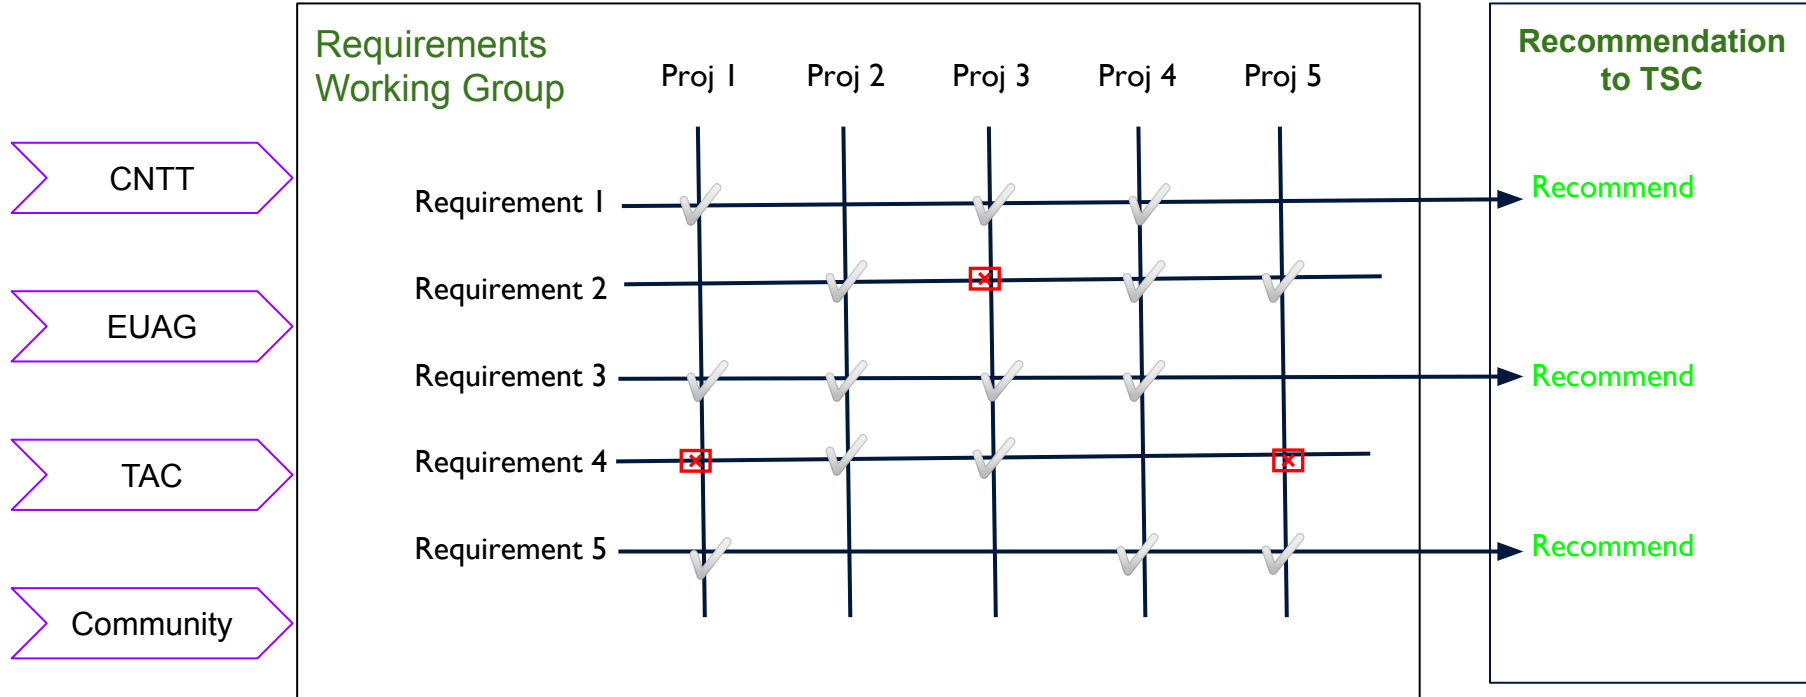 Requirements
Working Group
Proj 1
Proj 2
Proj 3
Proj 4
Proj 5
Recommendation
to TSC
CNTT
EUAG
TAC
Community
Requirement 1
Recommend
Requirement 2
Requirement 3
Recommend
Requirement 4
Requirement 5
Recommend